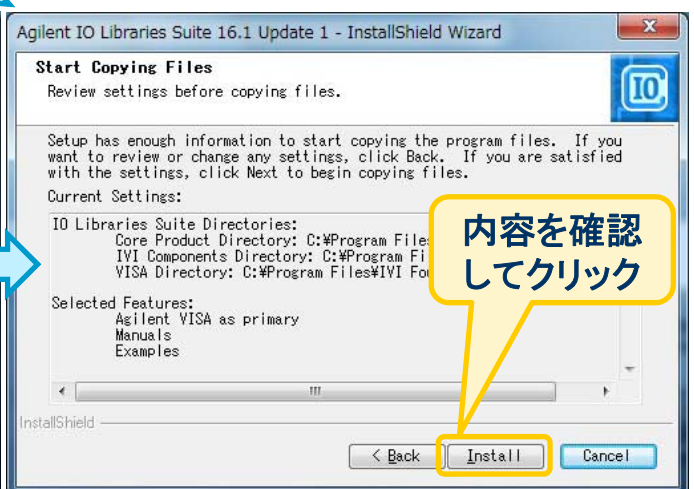 Agilent IO Libraries Suite 16.1 Update 1 - InstallShield Wizard
Start Copying Files
Review settings before copying files.
IO
Setup has enough information to start copying the program files. If you
want to review or change any settings, click Back. If you are satisfied
with the settings, click Next to begin copying files.
Current Settings:
IO Libraries Suite Directories:
Core Product Directory: C:¥Program Files
IVI Components Directory: C:¥Program
VISA Directory: C:¥Program Files¥IVI
Selected Features:
Agilent VISA as primary
Manuals
Examples
内容を確認
してクリック
InstallShield
< Back
Install
Cancel